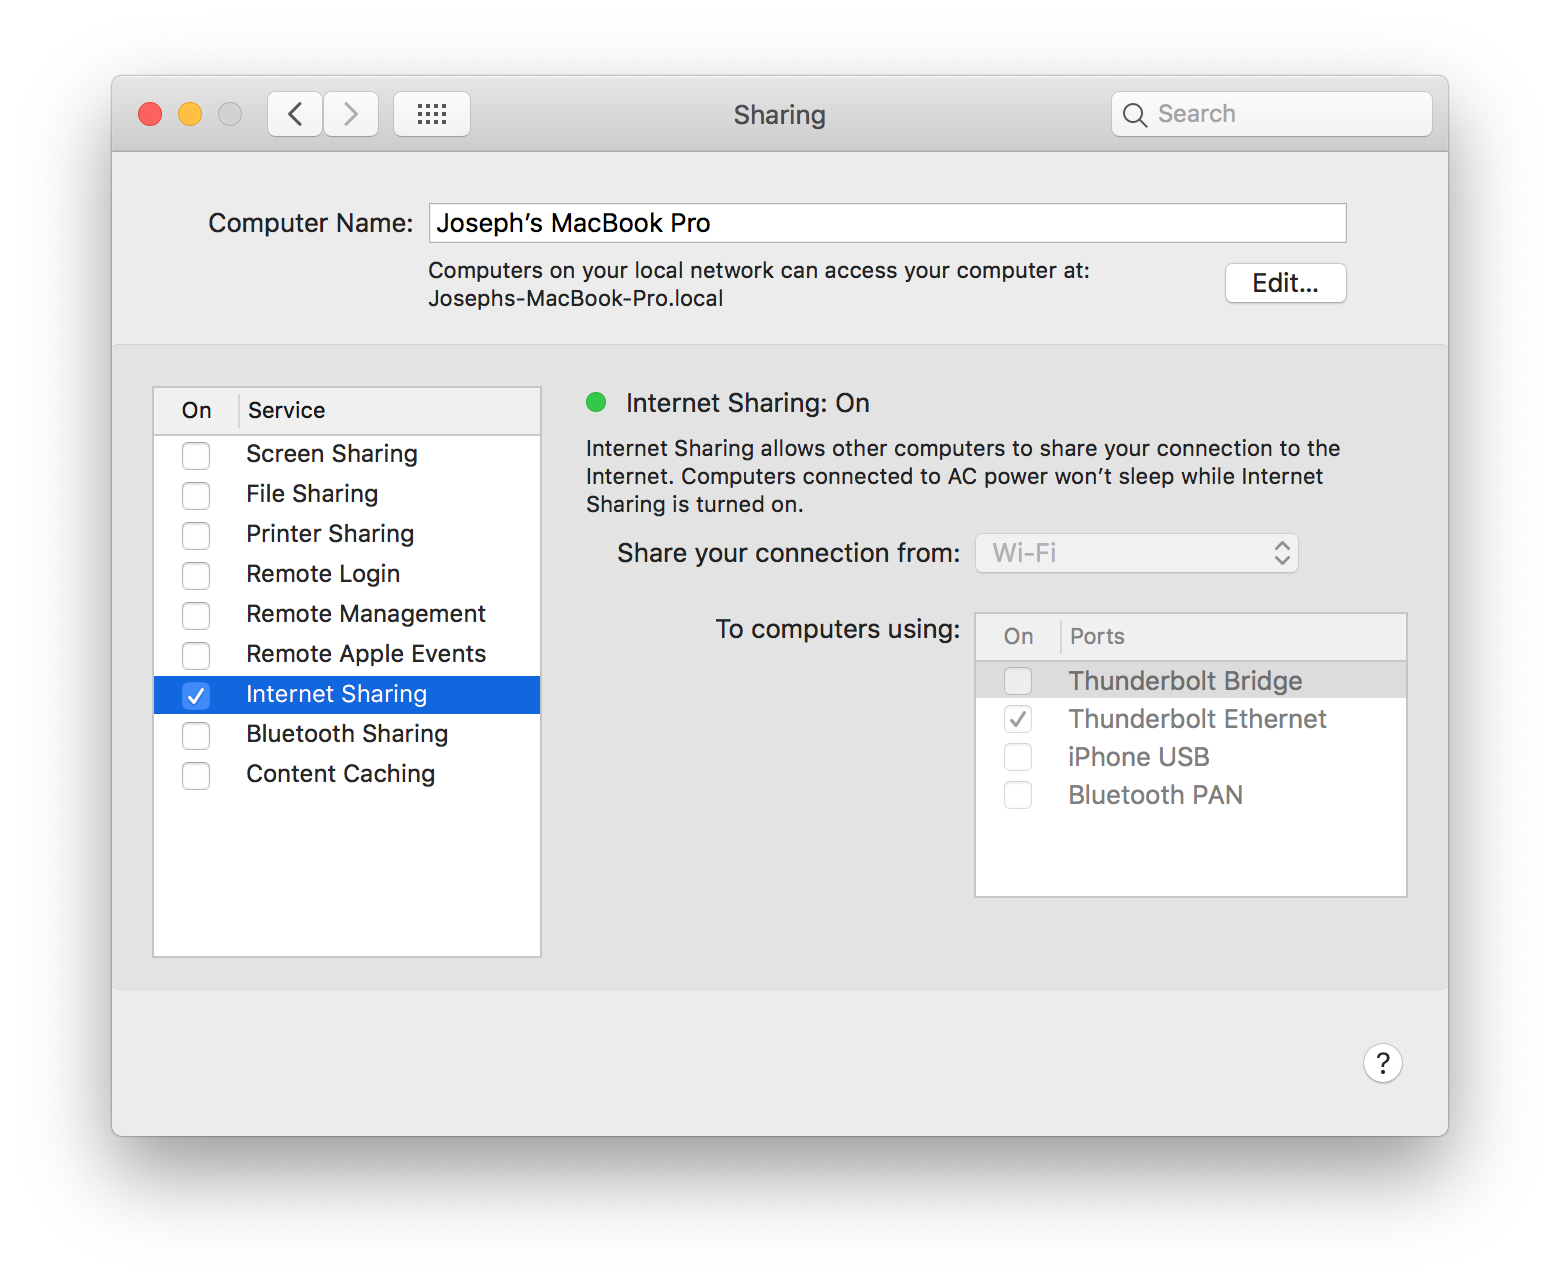 Sharing
Search
Computer Name: Joseph’s MacBook Pro
Computers on your local network can access your computer at:
Josephs-MacBook-Pro.local
Edit...
On Service
Screen Sharing
File Sharing
Printer Sharing
Remote Login
Remote Management
Remote Apple Events
Internet Sharing
Bluetooth Sharing
Content Caching
Internet Sharing: On
Internet Sharing allows other computers to share your connection to the
Internet. Computers connected to AC power won’t sleep while Internet
Sharing is turned on.
Share your connection from: Wi-Fi
To computers using:
On Ports
Thunderbolt Bridge
Thunderbolt Ethernet
iPhone USB
Bluetooth PAN
?